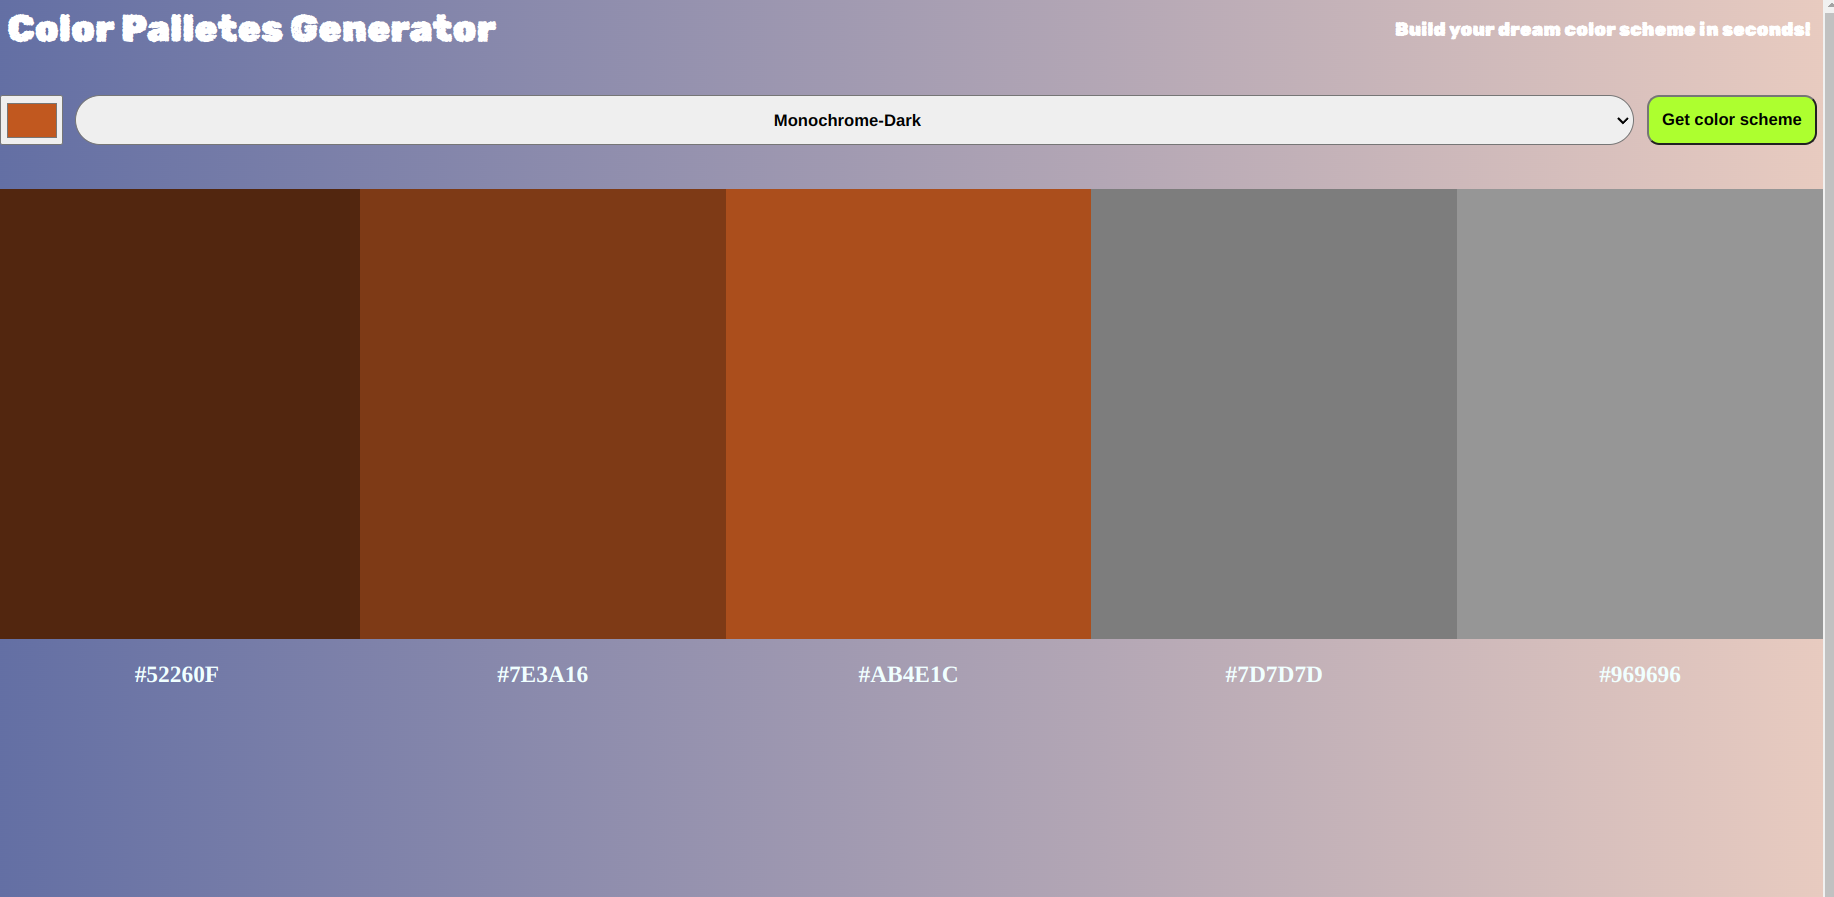 Color Palletes Generator
Build your dream color scheme in seconds!
Monochrome-Dark
Get color scheme
#52260F
#7E3A16
#AB4E1C
#7D7D7D
#969696